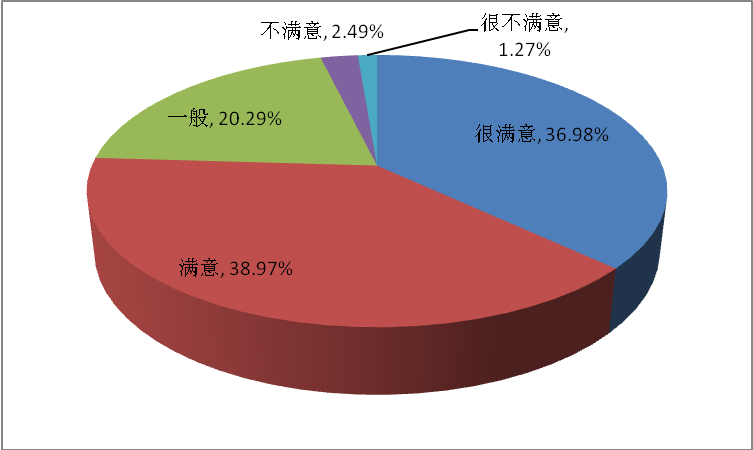 很不满意,
1.27%
不满意, 2.49%
一般, 20.29%
很满意, 36.98%
满意, 38.97%